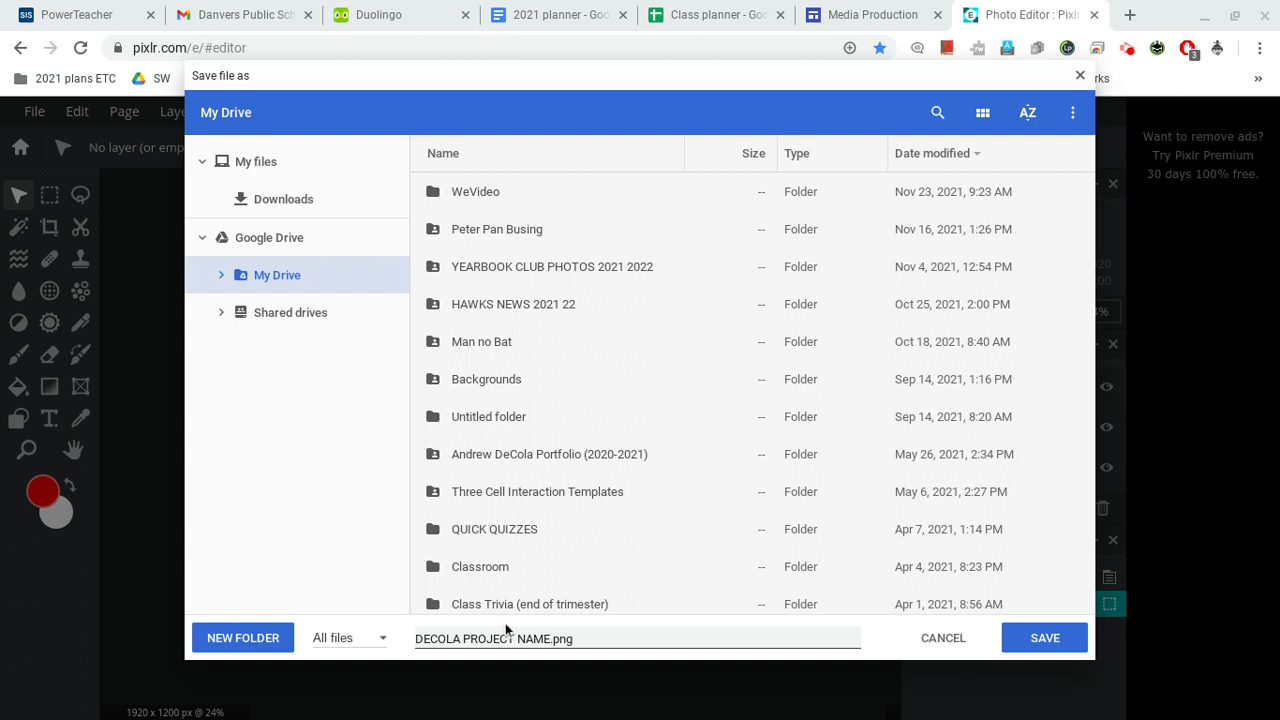 PowerTeacher
Danvers Public Sch
Duolingo
2021 planner - Goo
Class planner - Goo
Media Production
Photo Editor : Pixlr
pixlr.com/e/#editor
3
2021 plans ETC
SW
rks
Save file as
File Edit Page Laye
My Drive
AZ
Want to remove ads?
Try Pixlr Premium
30 days 100% free.
No layer (or emp
My files
Downloads
Google Drive
My Drive
Shared drives
Name Size Type Date modified
WeVideo -- Folder Nov 23, 2021, 9:23 AM
Peter Pan Busing -- Folder Nov 16, 2021, 1:26 PM
YEARBOOK CLUB PHOTOS 2021 2022 -- Folder Nov 4, 2021, 12:54 PM
HAWKS NEWS 2021 22 -- Folder Oct 25, 2021, 2:00 PM
Man no Bat -- Folder Oct 18, 2021, 8:40 AM
Backgrounds -- Folder Sep 14, 2021, 1:16 PM
Untitled folder -- Folder Sep 14, 2021, 8:20 AM
Andrew DeCola Portfolio (2020-2021) -- Folder May 26, 2021, 2:34 PM
Three Cell Interaction Templates -- Folder May 6, 2021, 2:27 PM
QUICK QUIZZES -- Folder Apr 7, 2021, 1:14 PM
Classroom -- Folder Apr 4, 2021, 8:23 PM
Class Trivia (end of trimester) -- Folder Apr 1, 2021, 8:56 AM
NEW FOLDER All files DECOLA PROJECT NAME.png CANCEL SAVE
1920 x 1200 px @ 24%